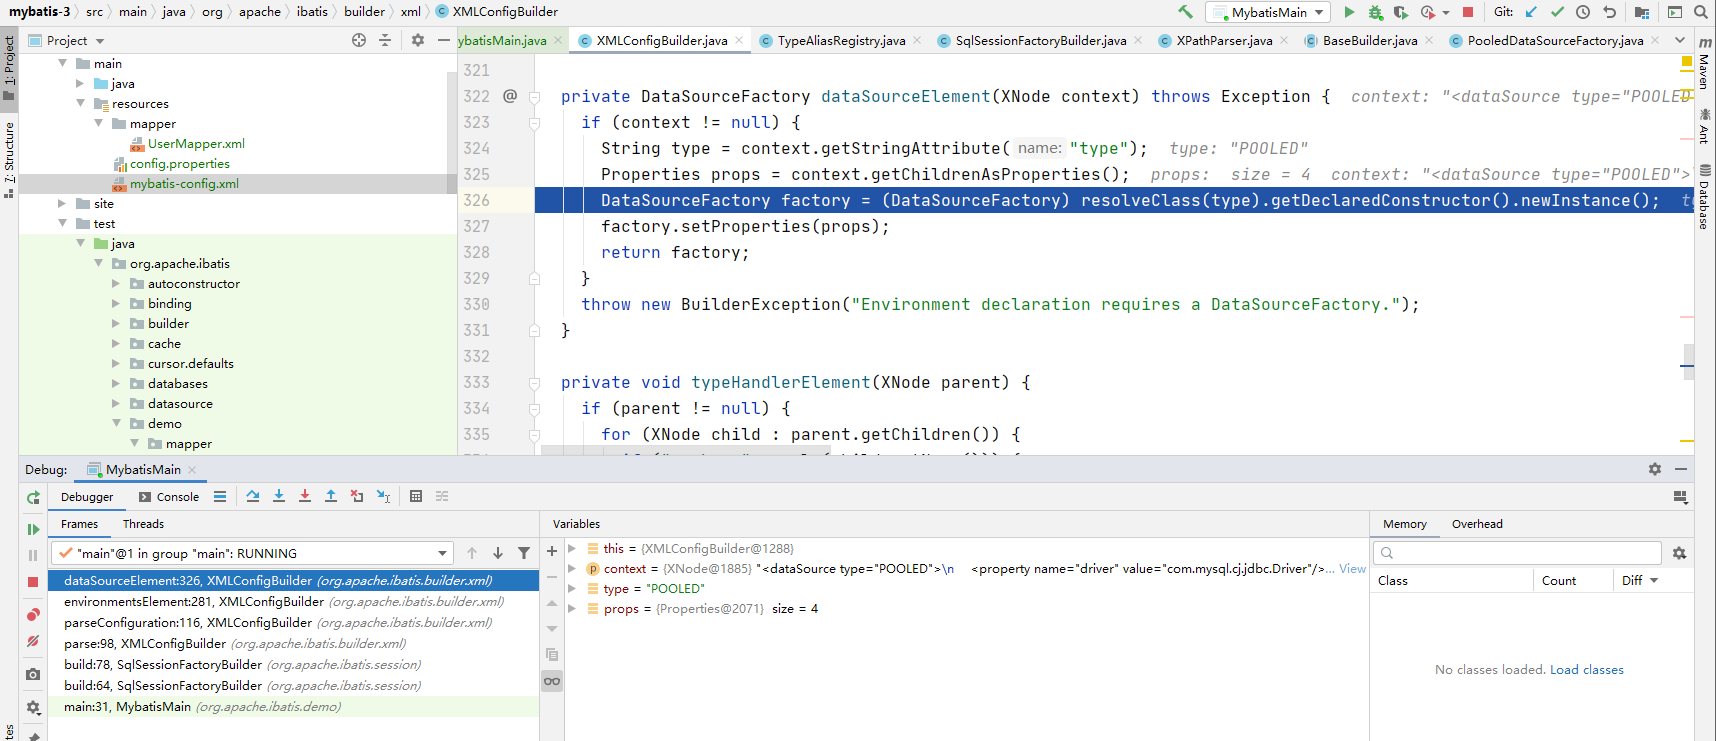 mybatis-3 src main java org apache ibatis builder xml XMLConfigBuilder MybatisMain Git:
Project ybatisMain.java XMLConfigBuilder.java TypeAliasRegistry.java SqlSessionFactoryBuilder.java XPathParser.java BaseBuilder.java PooledDataSourceFactory.java
1: Project
7: Structure
main
java
resources
mapper
UserMapper.xml
config.properties
mybatis-config.xml
site
test
java
org.apache.ibatis
autoconstructor
binding
builder
cache
cursor.defaults
databases
datasource
demo
mapper
321
322 @ private DataSourceFactory dataSourceElement(XNode context) throws Exception { context: "<dataSource type="POOLED
323 if (context != null) {
324 String type = context.getStringAttribute( name: "type"); type: "POOLED"
325 Properties props = context.getChildrenAsProperties(); props: size = 4 context: "<dataSource type="POOLED">
326 DataSourceFactory factory = (DataSourceFactory) resolveClass(type).getDeclaredConstructor().newInstance();
327 factory.setProperties(props);
328 return factory;
329 }
330 throw new BuilderException("Environment declaration requires a DataSourceFactory.");
331 }
332
333 private void typeHandlerElement(XNode parent) {
334 if (parent != null) {
335 for (XNode child : parent.getChildren()) {
m Maven
Ant
Database
Debug: MybatisMain
Debugger Console
Frames Threads
"main"@1 in group "main": RUNNING
dataSourceElement:326, XMLConfigBuilder (org.apache.ibatis.builder.xml)
environmentsElement:281, XMLConfigBuilder (org.apache.ibatis.builder.xml)
parseConfiguration:116, XMLConfigBuilder (org.apache.ibatis.builder.xml)
parse:98, XMLConfigBuilder (org.apache.ibatis.builder.xml)
build:78, SqlSessionFactoryBuilder (org.apache.ibatis.session)
build:64, SqlSessionFactoryBuilder (org.apache.ibatis.session)
main:31, MybatisMain (org.apache.ibatis.demo)
Variables
this = {XMLConfigBuilder@1288}
context = {XNode@1885} "<dataSource type="POOLED">\n <property name="driver" value="com.mysql.cj.jdbc.Driver"/>... View
type = "POOLED"
props = {Properties@2071} size = 4
Memory Overhead
Class Count Diff
No classes loaded. Load classes